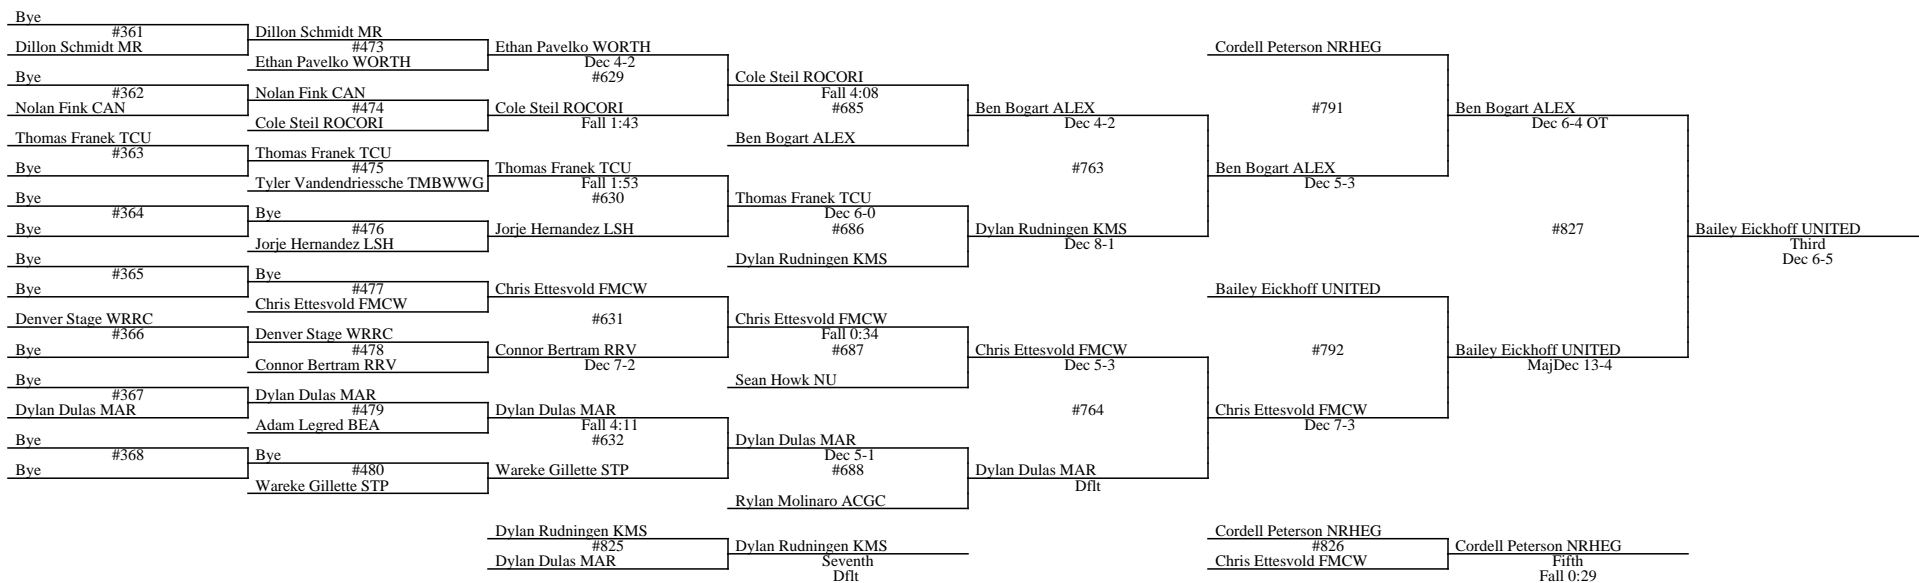 Bye
#361
Dillon Schmidt MR
Bye
#362
Nolan Fink CAN
Thomas Franek TCU
#363
Bye
Bye
#364
Bye
Bye
#365
Bye
Denver Stage WRRC
#366
Bye
Bye
#367
Dylan Dulas MAR
Bye
#368
Bye
Dillon Schmidt MR
#473
Ethan Pavelko WORTH
Nolan Fink CAN
#474
Cole Steil ROCORI
Thomas Franek TCU
#475
Tyler Vandendriessche TMBWWG
Bye
#476
Jorje Hernandez LSH
Bye
#477
Chris Ettesvold FMCW
Denver Stage WRRC
#478
Connor Bertram RRV
Dylan Dulas MAR
#479
Adam Legred BEA
Bye
#480
Wareke Gillette STP
Ethan Pavelko WORTH
Dec 4-2
#629
Cole Steil ROCORI
Fall 1:43
Thomas Franek TCU
Fall 1:53
#630
Jorje Hernandez LSH
Chris Ettesvold FMCW
#631
Connor Bertram RRV
Dec 7-2
Dylan Dulas MAR
Fall 4:11
#632
Wareke Gillette STP
Cole Steil ROCORI
Fall 4:08
#685
Ben Bogart ALEX
Thomas Franek TCU
Dec 6-0
#686
Dylan Rudningen KMS
Chris Ettesvold FMCW
Fall 0:34
#687
Sean Howk NU
Dylan Dulas MAR
Dec 5-1
#688
Rylan Molinaro ACGC
Ben Bogart ALEX
Dec 4-2
#763
Dylan Rudningen KMS
Dec 8-1
Chris Ettesvold FMCW
Dec 5-3
#764
Dylan Dulas MAR
Dflt
Cordell Peterson NRHEG
#791
Ben Bogart ALEX
Dec 5-3
Bailey Eickhoff UNITED
#792
Chris Ettesvold FMCW
Dec 7-3
Ben Bogart ALEX
Dec 6-4 OT
#827
Bailey Eickhoff UNITED
MajDec 13-4
Bailey Eickhoff UNITED
Third
Dec 6-5
Dylan Rudningen KMS
#825
Dylan Dulas MAR
Dylan Rudningen KMS
Seventh
Dflt
Cordell Peterson NRHEG
#826
Chris Ettesvold FMCW
Cordell Peterson NRHEG
Fifth
Fall 0:29